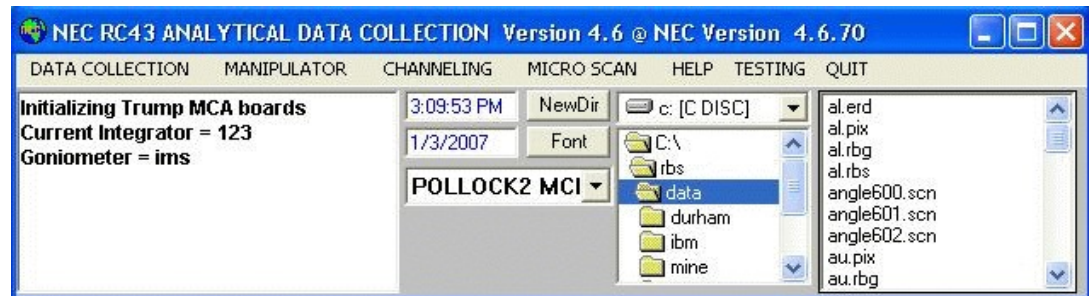 NEC RC43 ANALYTICAL DATA COLLECTION Version 4.6 @ NEC Version 4.6.70
DATA COLLECTION MANIPULATOR CHANNELING MICRO SCAN HELP TESTING QUIT
Initializing Trump MCA boards
Current Integrator = 123
Goniometer = ims
3:09:53 PM
NewDir
1/3/2007
Font
POLLOCK2 MCI
c: [C DISC]
C:\
rbs
data
durham
ibm
mine
al.erd
al.pix
al.rbg
al.rbs
angle600.scn
angle601.scn
angle602.scn
au.pix
au.rbg